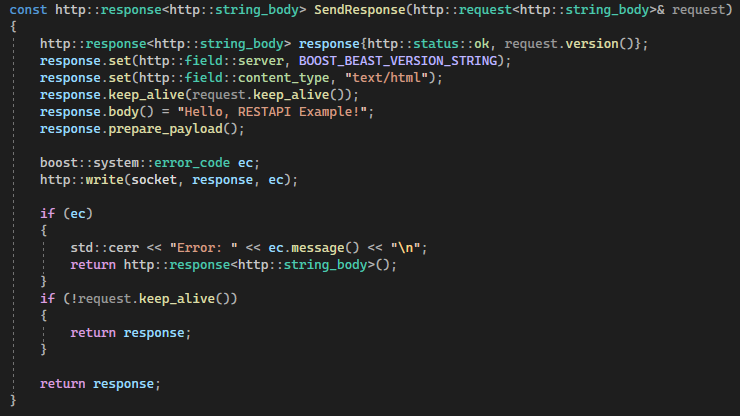 const http::response<http::string_body> SendResponse(http::request<http::string_body>& request)
{
    http::response<http::string_body> response{http::status::ok, request.version()};
    response.set(http::field::server, BOOST_BEAST_VERSION_STRING);
    response.set(http::field::content_type, "text/html");
    response.keep_alive(request.keep_alive());
    response.body() = "Hello, RESTAPI Example!";
    response.prepare_payload();

    boost::system::error_code ec;
    http::write(socket, response, ec);

    if (ec)
    {
        std::cerr << "Error: " << ec.message() << "\n";
        return http::response<http::string_body>();
    }
    if (!request.keep_alive())
    {
        return response;
    }

    return response;
}